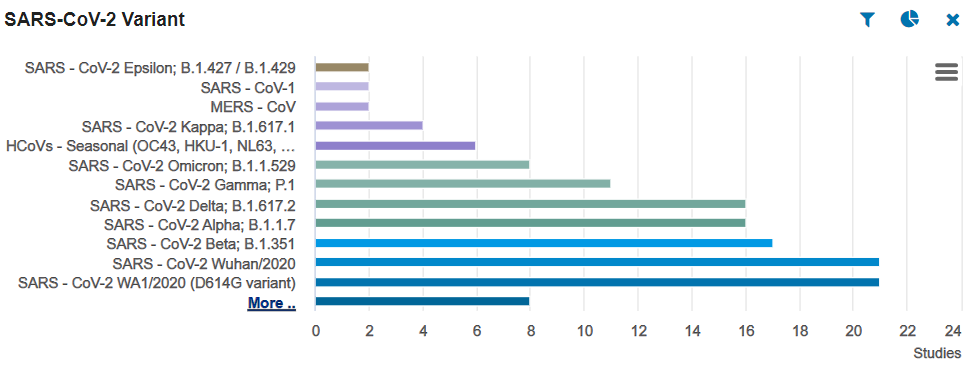 SARS-CoV-2 Variant
SARS - CoV-2 Epsilon; B.1.427 / B.1.429
SARS - CoV-1
MERS - CoV
SARS - CoV-2 Kappa; B.1.617.1
HCoVs - Seasonal (OC43, HKU-1, NL63, ...
SARS - CoV-2 Omicron; B.1.1.529
SARS - CoV-2 Gamma; P.1
SARS - CoV-2 Delta; B.1.617.2
SARS - CoV-2 Alpha; B.1.1.7
SARS - CoV-2 Beta; B.1.351
SARS - CoV-2 Wuhan/2020
SARS - CoV-2 WA1/2020 (D614G variant)
More ..
0 2 4 6 8 10 12 14 16 18 20 22 24
Studies